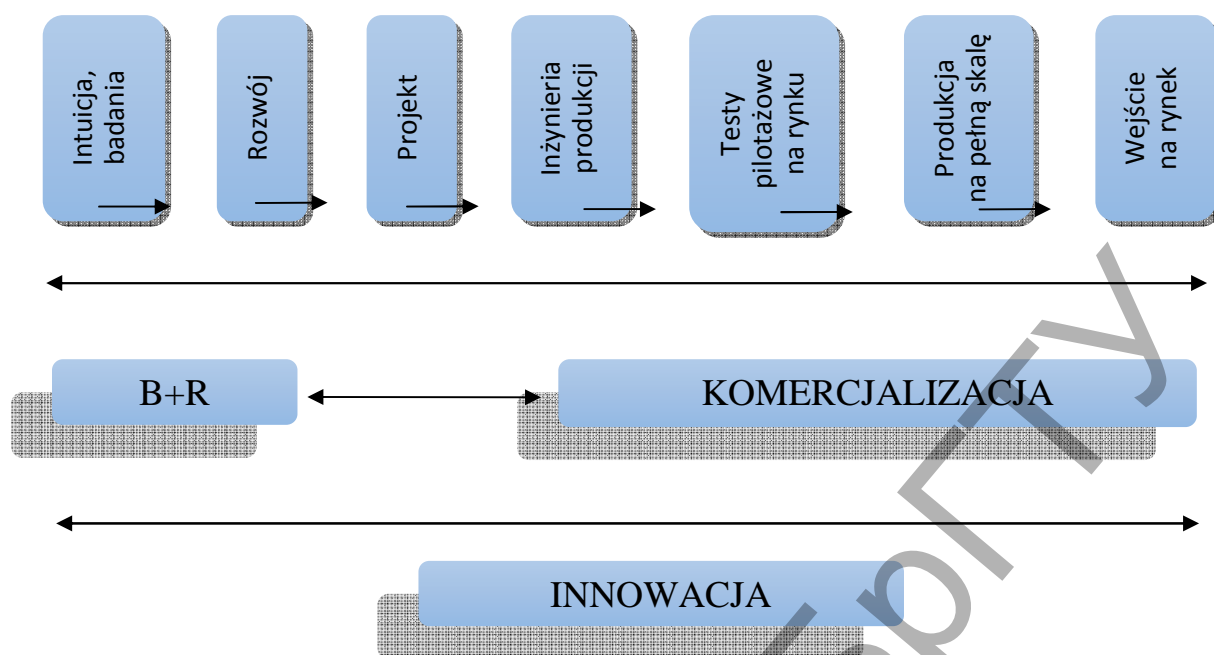 Intuicja,
badania
Rozwój
Projekt
Inżynieria
produkcji
Testy
pilotażowe
na rynku
Produkcja
na pełną skalę
Wejście
na rynek
B+R
KOMERCJALIZACJA
INNOWACJA
рГТУ